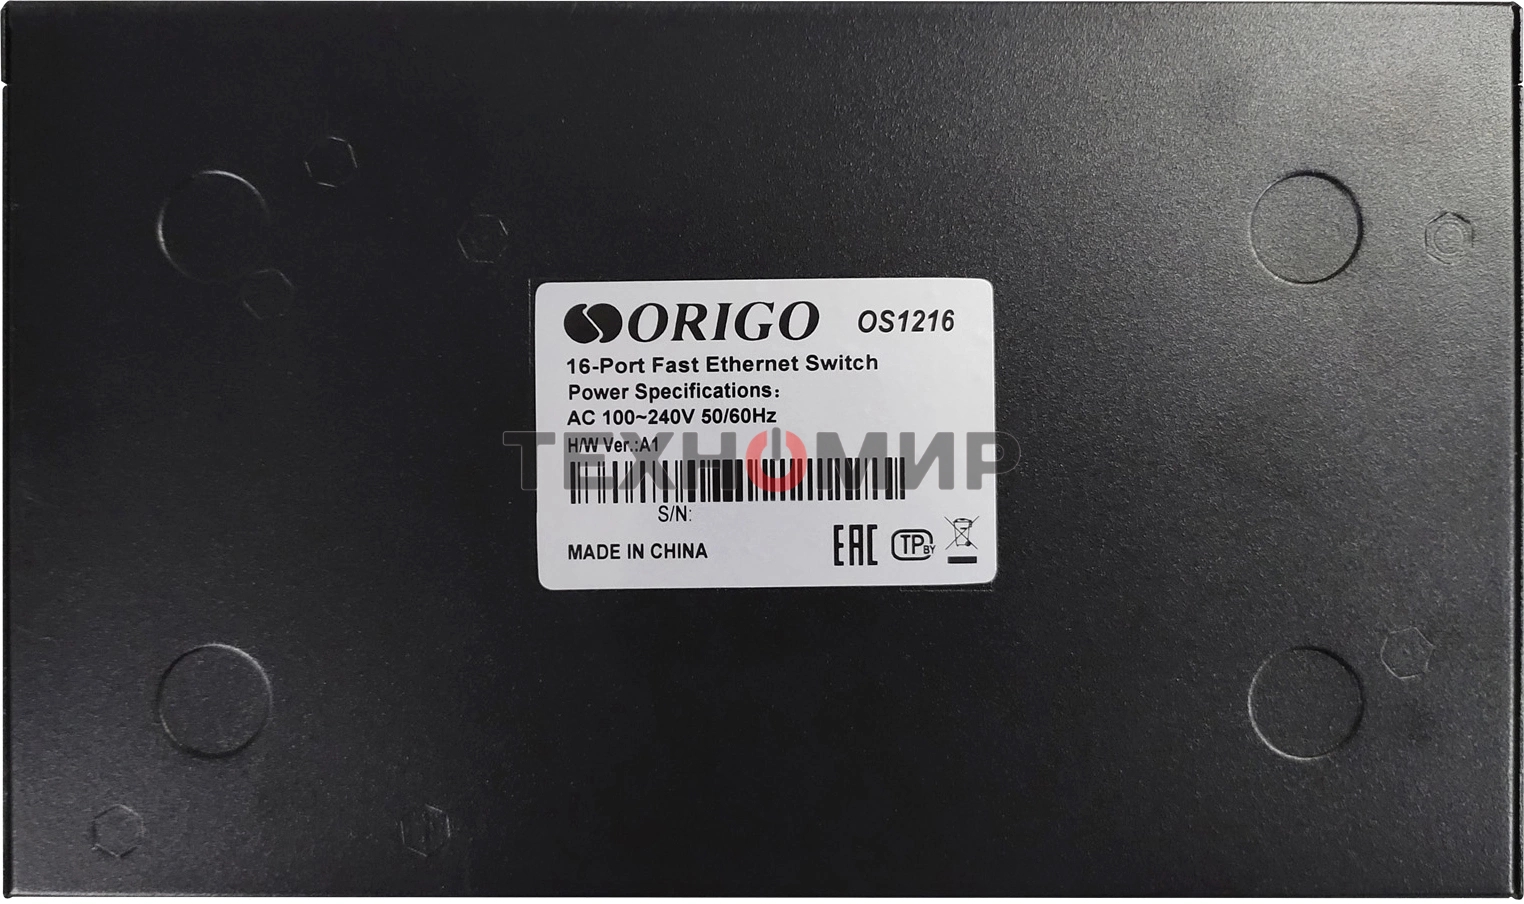 ORIGO OS1216
16-Port Fast Ethernet Switch
Power Specifications:
AC 100~240V 50/60Hz
H/W Ver.:A1
ТЕХНОМИР
S/N:
MADE IN CHINA
EAC TP BY